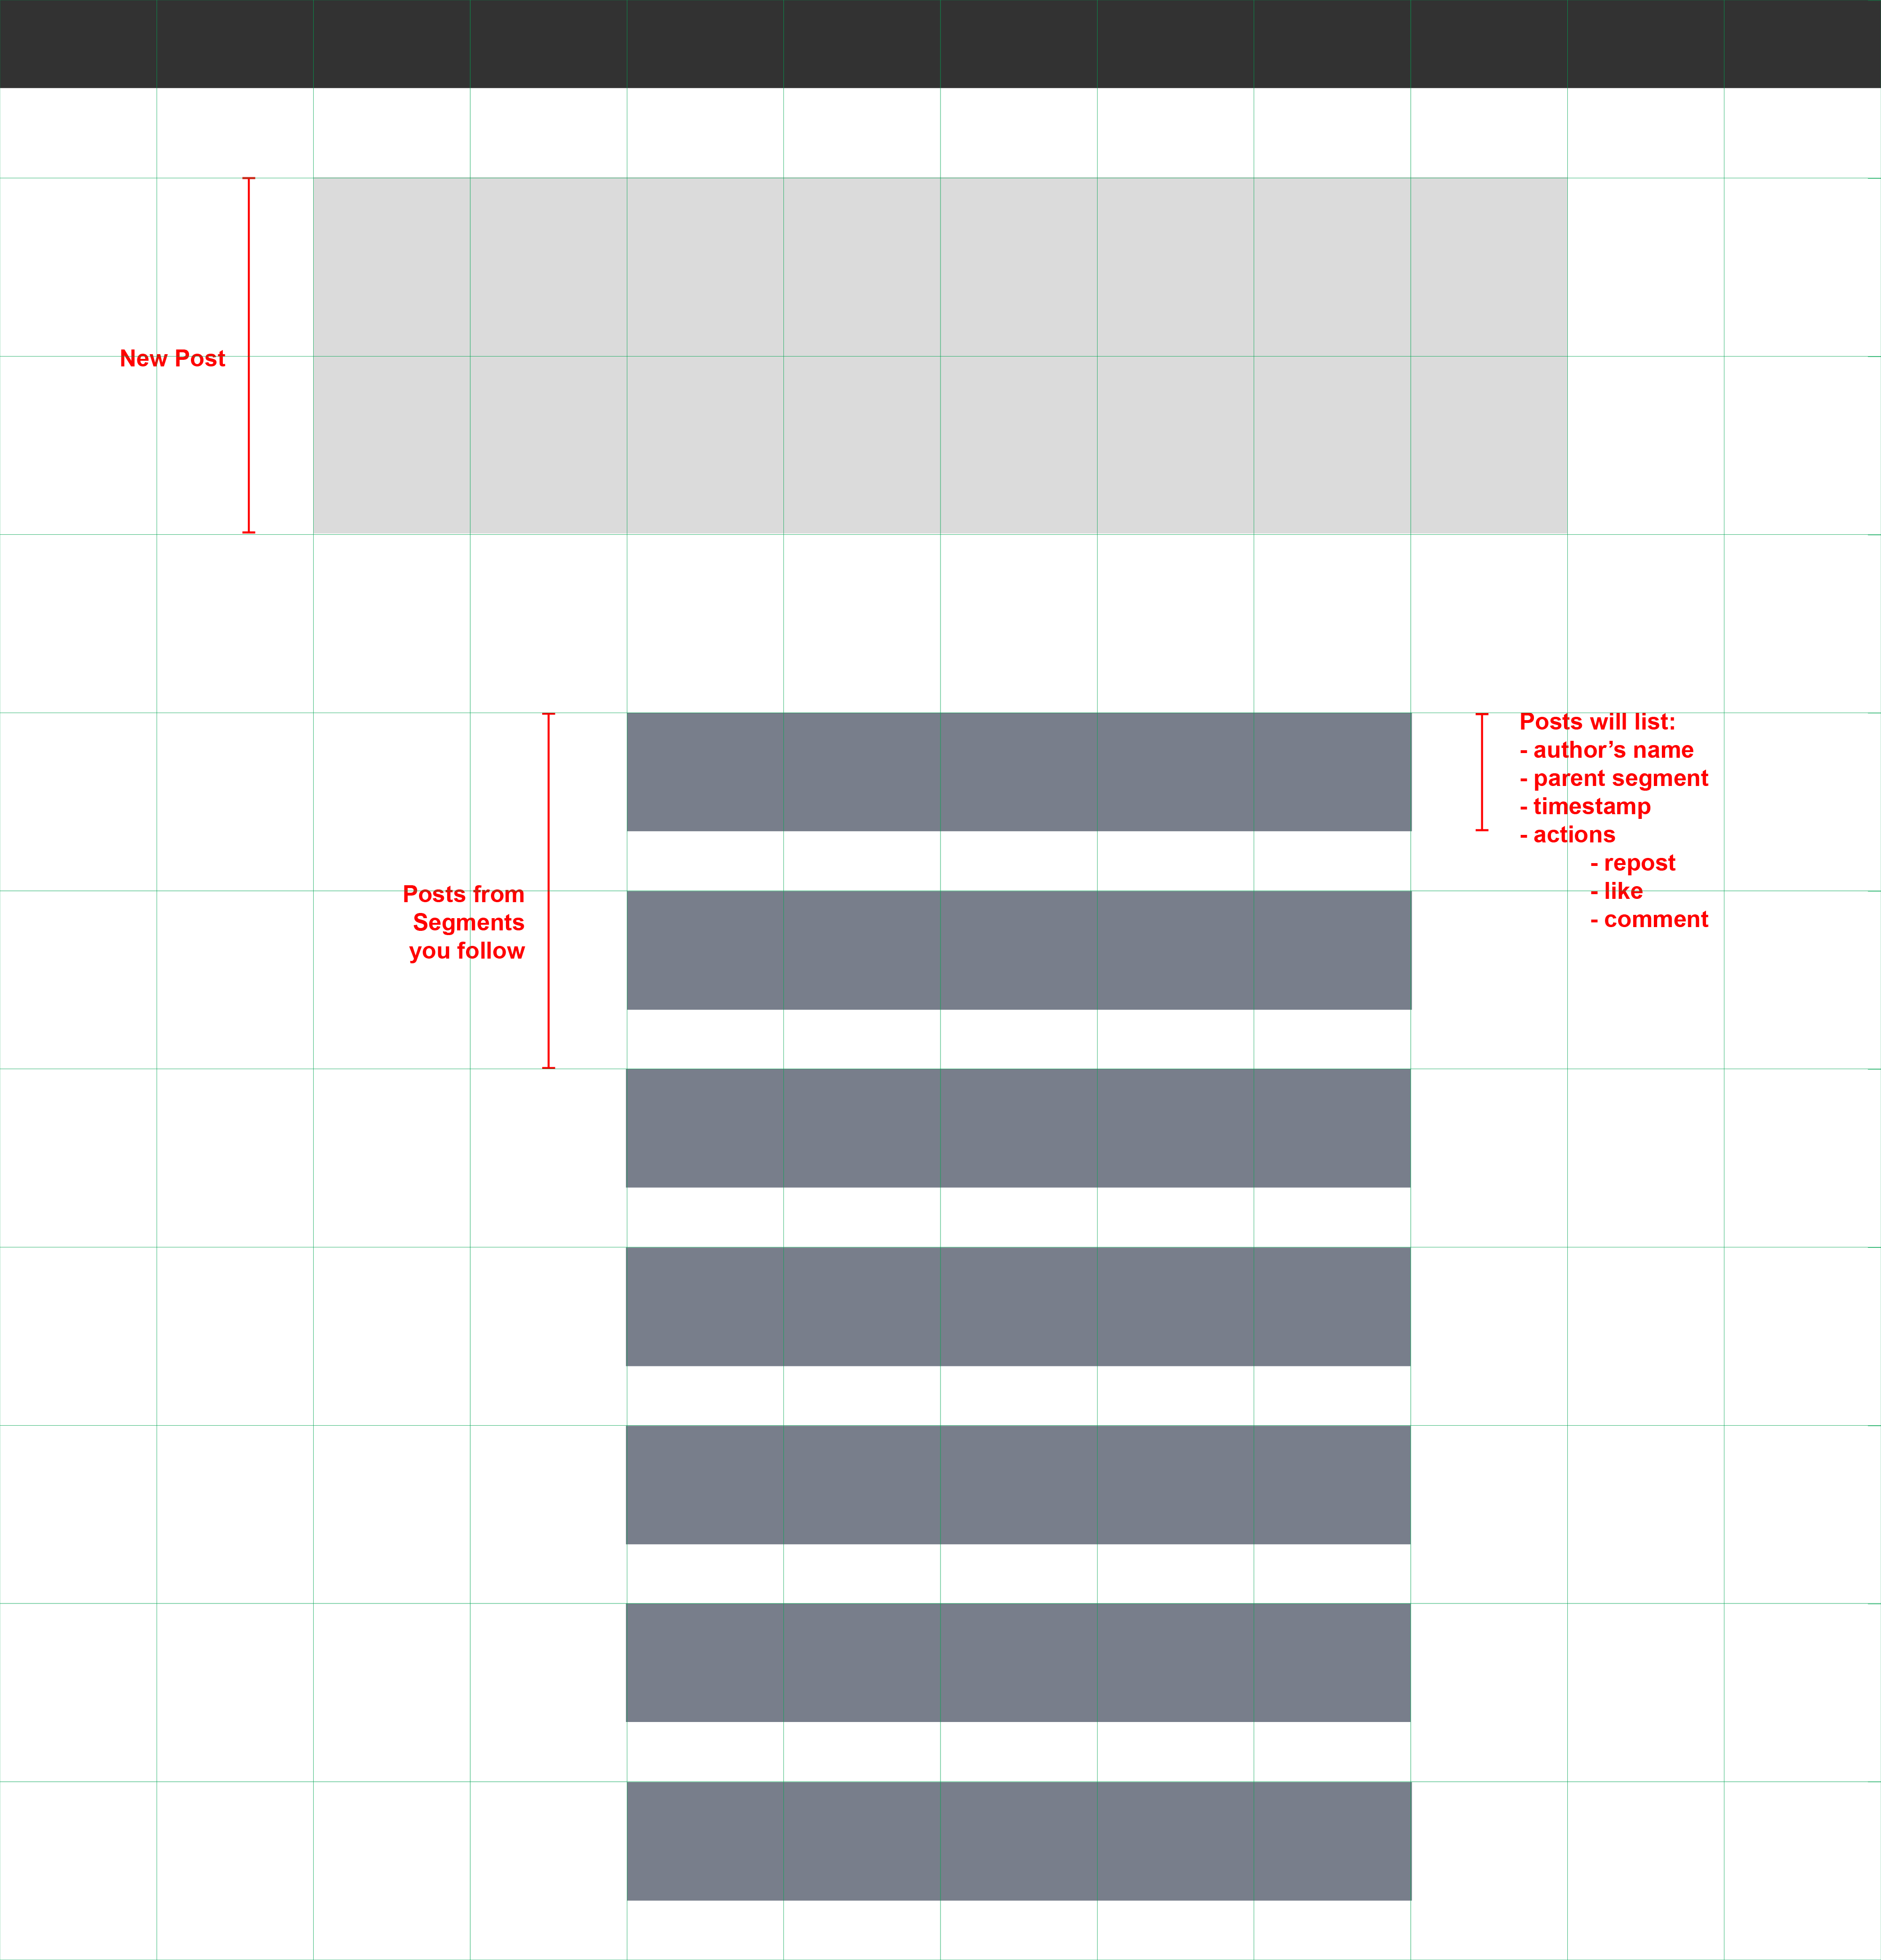 New Post
Posts from
Segments
you follow
Posts will list:
- author’s name
- parent segment
- timestamp
- actions
- repost
- like
- comment